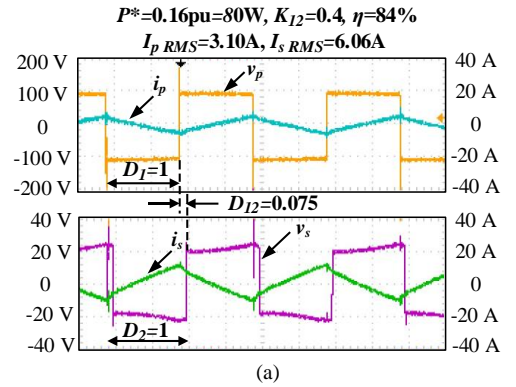 P*=0.16pu=80W, K12=0.4, η=84%
Ip RMS=3.10A, Is RMS=6.06A
200 V
40 A
100 V
ip
vp
20 A
0
0
-100 V
-20 A
D1=1
-200 V
-40 A
D12=0.075
40 V
40 A
is
vs
20 V
20 A
0
0
-20 V
-20 A
D2=1
-40 V
-40 A
(a)